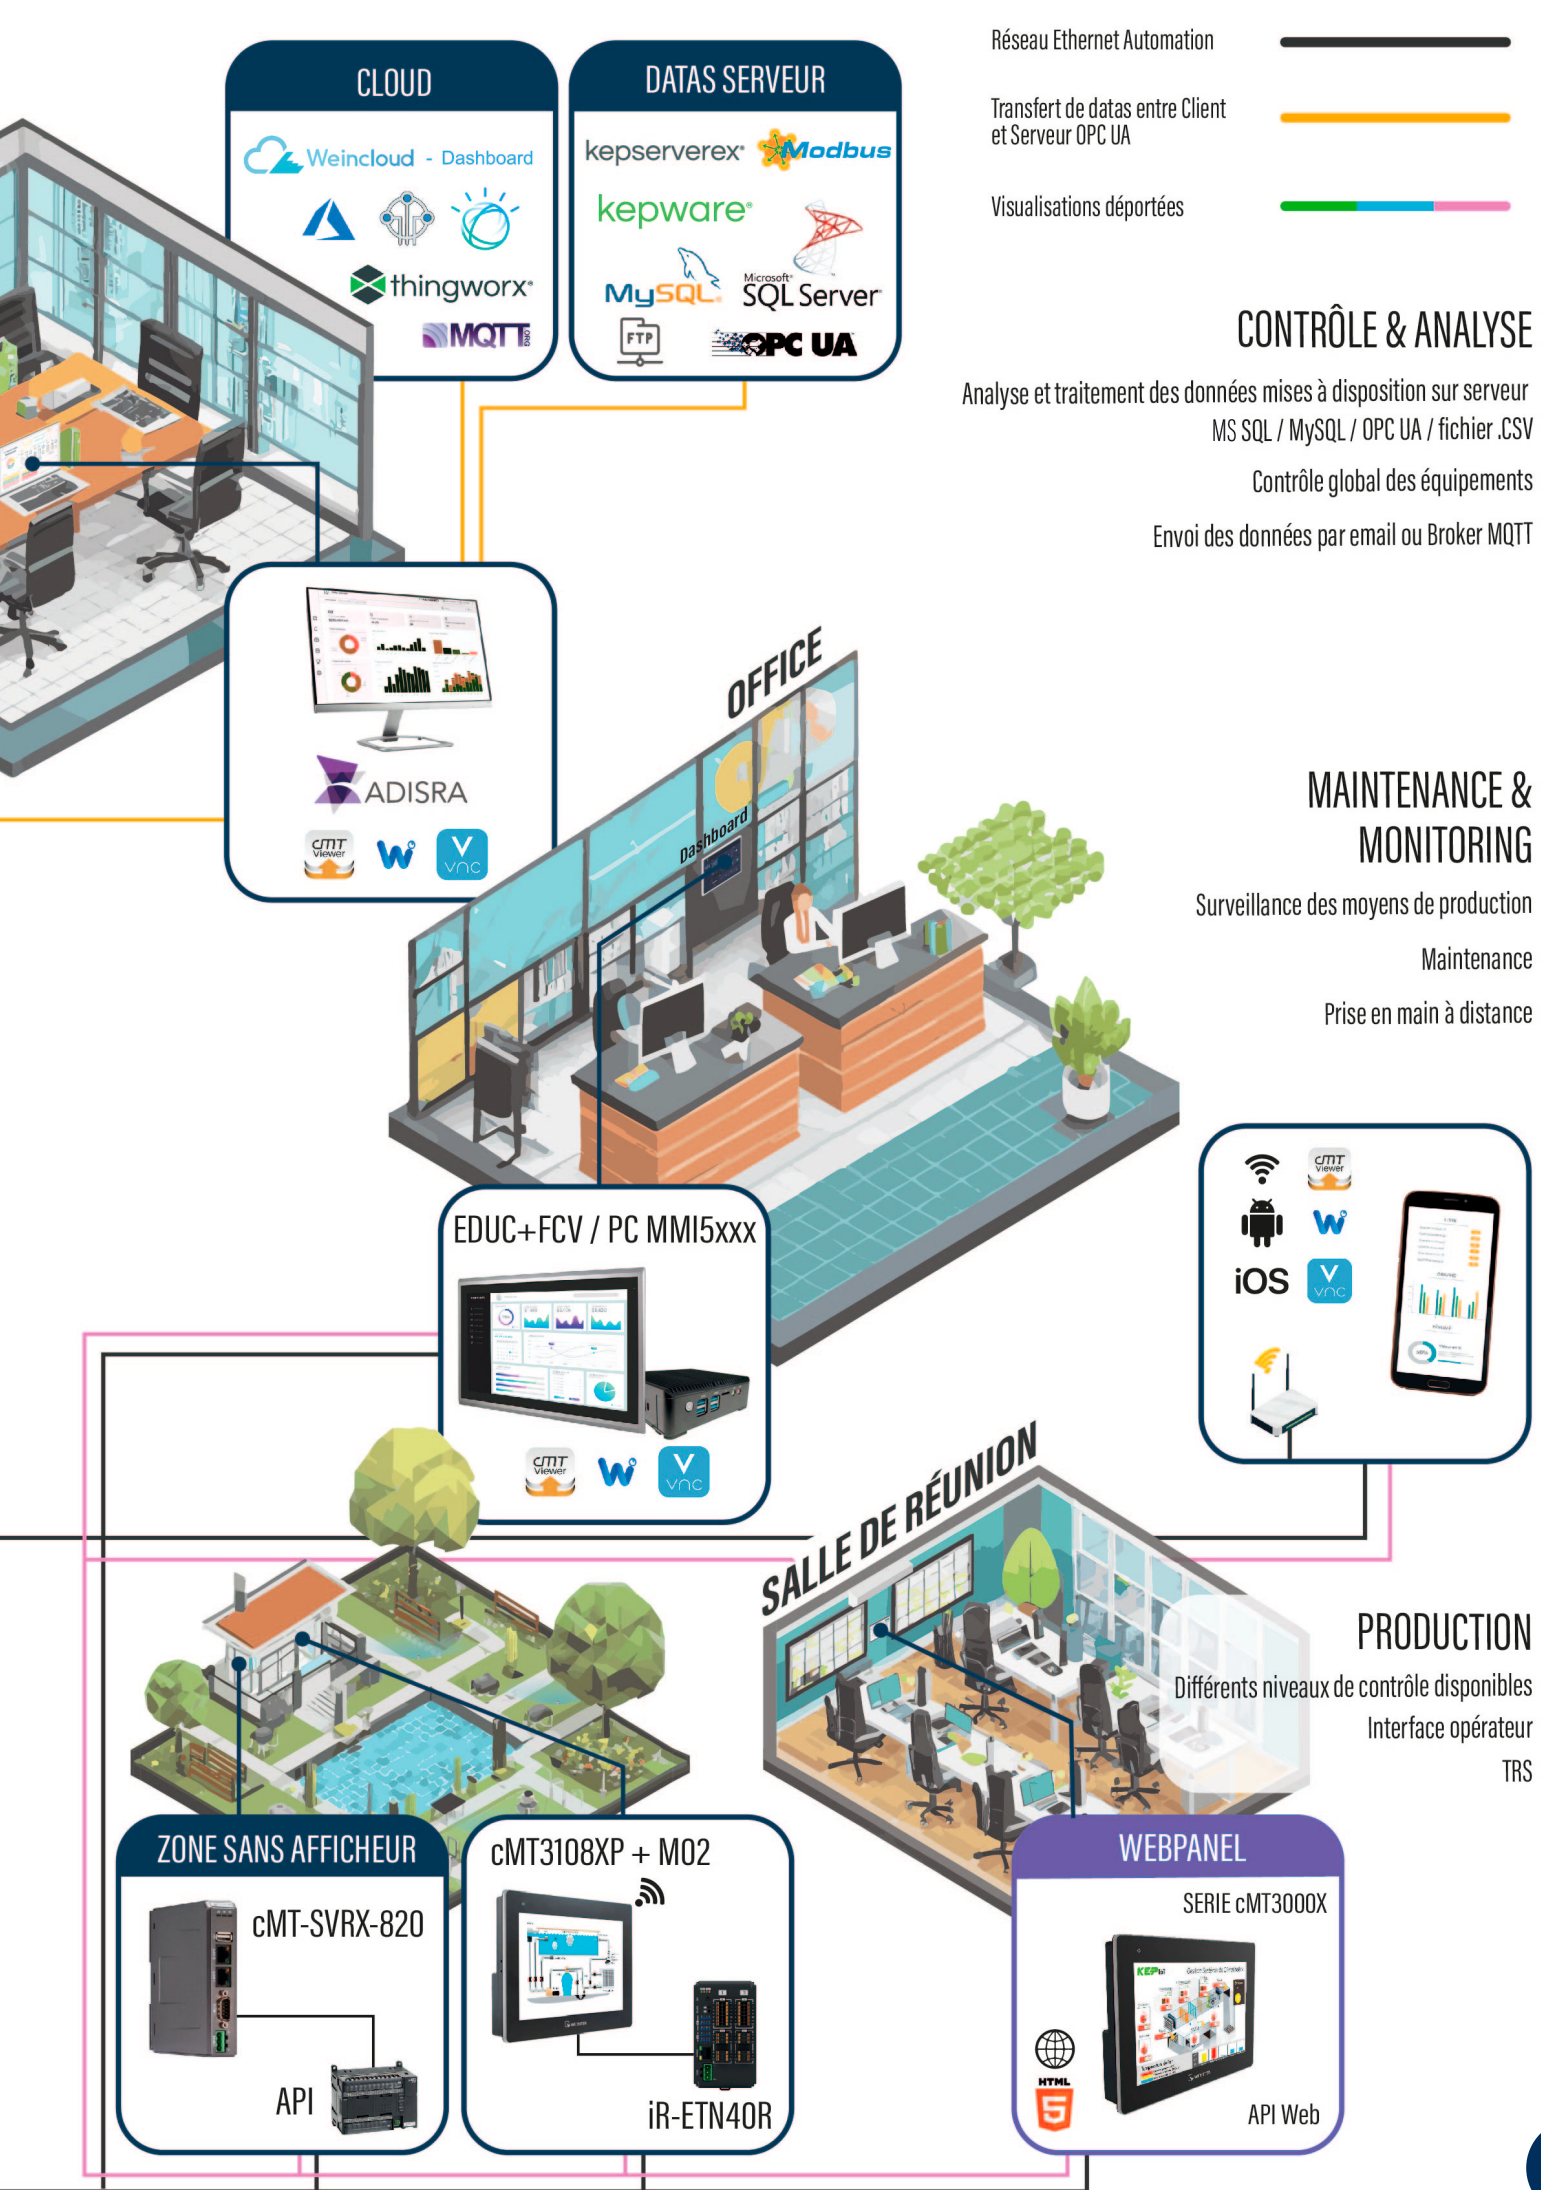 CLOUD
Weincloud - Dashboard
thingworx
MQTT
.ORG
DATAS SERVEUR
kepserverex®
Modbus
kepware®
MySQL®
Microsoft®
SQL Server®
FTP
OPC UA
Réseau Ethernet Automation
Transfert de datas entre Client
et Serveur OPC UA
Visualisations déportées
CONTRÔLE & ANALYSE
Analyse et traitement des données mises à disposition sur serveur
MS SQL / MySQL / OPC UA / fichier .CSV
Contrôle global des équipements
Envoi des données par email ou Broker MQTT
ADISRA
cMT
Viewer
V
vnc
OFFICE
Dashboard
MAINTENANCE &
MONITORING
Surveillance des moyens de production
Maintenance
Prise en main à distance
cMT
Viewer
iOS
V
vnc
EDUC+FCV / PC MMI5xxx
cMT
Viewer
V
vnc
SALLE DE RÉUNION
PRODUCTION
Différents niveaux de contrôle disponibles
Interface opérateur
TRS
ZONE SANS AFFICHEUR
cMT-SVRX-820
API
cMT3108XP + M02
iR-ETN40R
WEBPANEL
SERIE cMT3000X
KEP
HTML
5
API Web